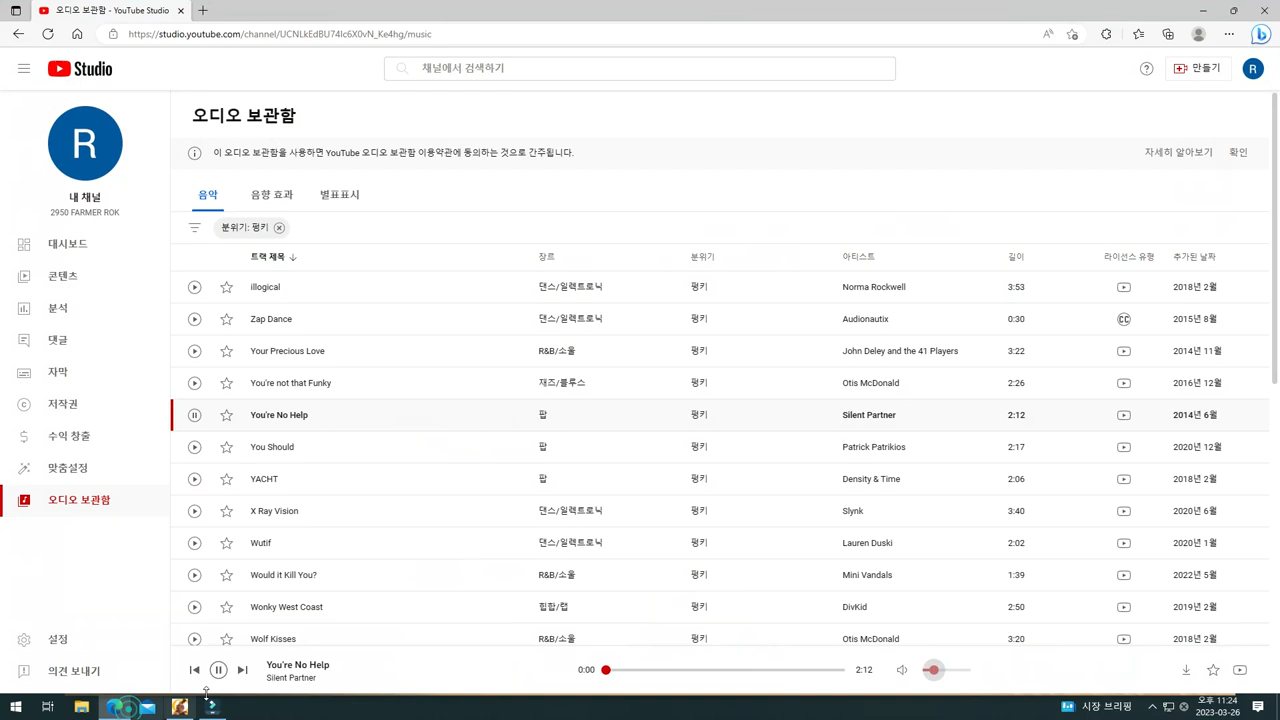 오디오 보관함 - YouTube Studio
https://studio.youtube.com/channel/UCNLkEdBU74Ic6X0vN_Ke4hg/music
Studio
채널에서 검색하기
만들기
R
R
내 채널
2950 FARMER ROK
대시보드
콘텐츠
분석
댓글
자막
저작권
수익 창출
맞춤설정
오디오 보관함
설정
의견 보내기
오디오 보관함
이 오디오 보관함을 사용하면 YouTube 오디오 보관함 이용약관에 동의하는 것으로 간주됩니다. 자세히 알아보기 확인
음악 음향 효과 별표표시
분위기: 펑키
트랙 제목 장르 분위기 아티스트 길이 라이선스 유형 추가된 날짜
illogical 댄스/일렉트로닉 펑키 Norma Rockwell 3:53 2018년 2월
Zap Dance 댄스/일렉트로닉 펑키 Audionautix 0:30 CC 2015년 8월
Your Precious Love R&B/소울 펑키 John Deley and the 41 Players 3:22 2014년 11월
You're not that Funky 재즈/블루스 펑키 Otis McDonald 2:26 2016년 12월
You're No Help 팝 펑키 Silent Partner 2:12 2014년 6월
You Should 팝 펑키 Patrick Patrikios 2:17 2020년 12월
YACHT 팝 펑키 Density & Time 2:06 2018년 2월
X Ray Vision 댄스/일렉트로닉 펑키 Slynk 3:40 2020년 6월
Wutif 댄스/일렉트로닉 펑키 Lauren Duski 2:02 2020년 1월
Would it Kill You? R&B/소울 펑키 Mini Vandals 1:39 2022년 5월
Wonky West Coast 힙합/랩 펑키 DivKid 2:50 2019년 2월
Wolf Kisses R&B/소울 펑키 Otis McDonald 3:20 2018년 2월
You're No Help
Silent Partner
0:00 2:12
시장 브리핑
오후 11:24
2023-03-26